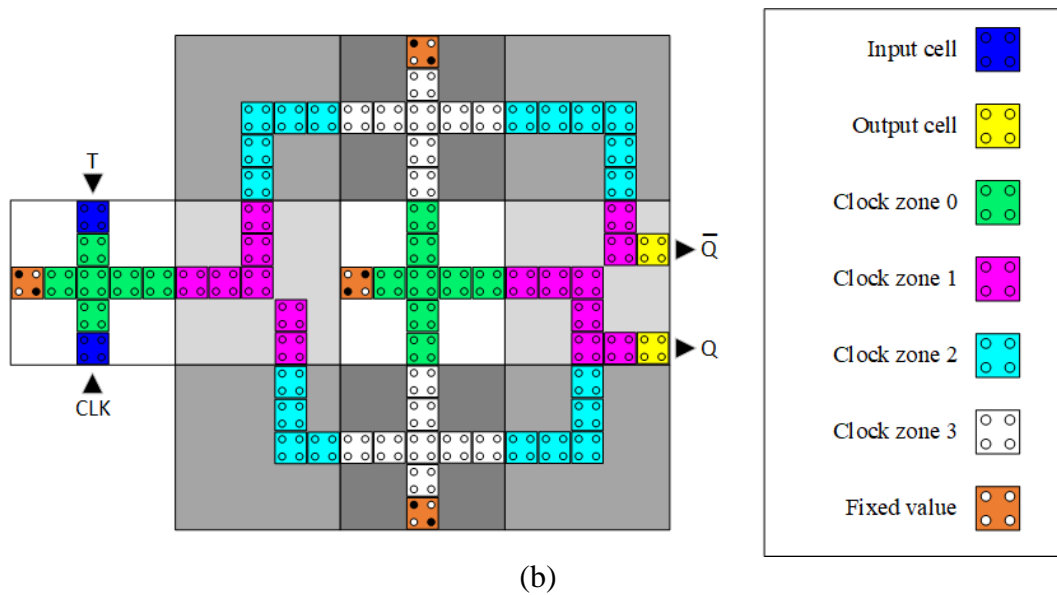 T
CLK
Q̅
Q
Input cell
Output cell
Clock zone 0
Clock zone 1
Clock zone 2
Clock zone 3
Fixed value
(b)